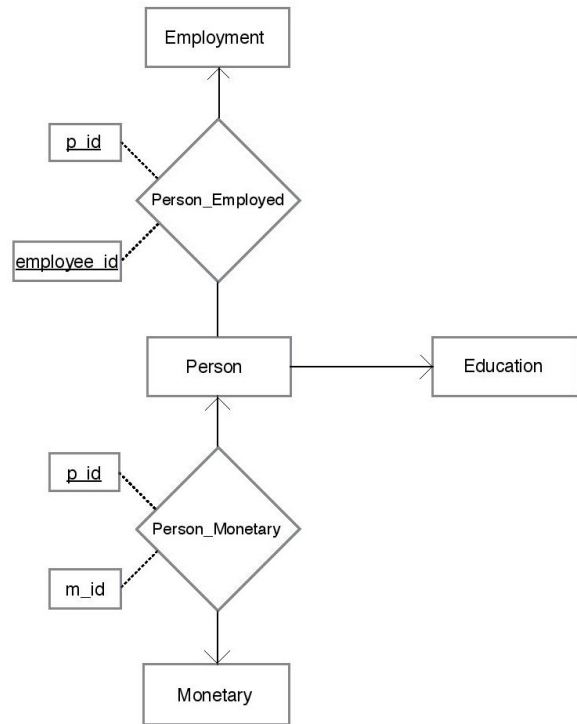 Employment
p_id
Person_Employed
employee_id
Person
Education
p_id
Person_Monetary
m_id
Monetary